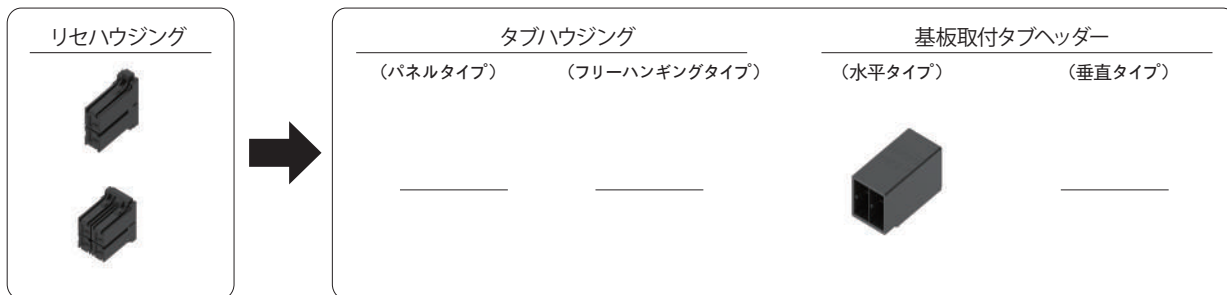 リセハウジング
タブハウジング
基板取付タブヘッダー
（パネルタイプ）
（フリーハンギングタイプ）
（水平タイプ）
（垂直タイプ）